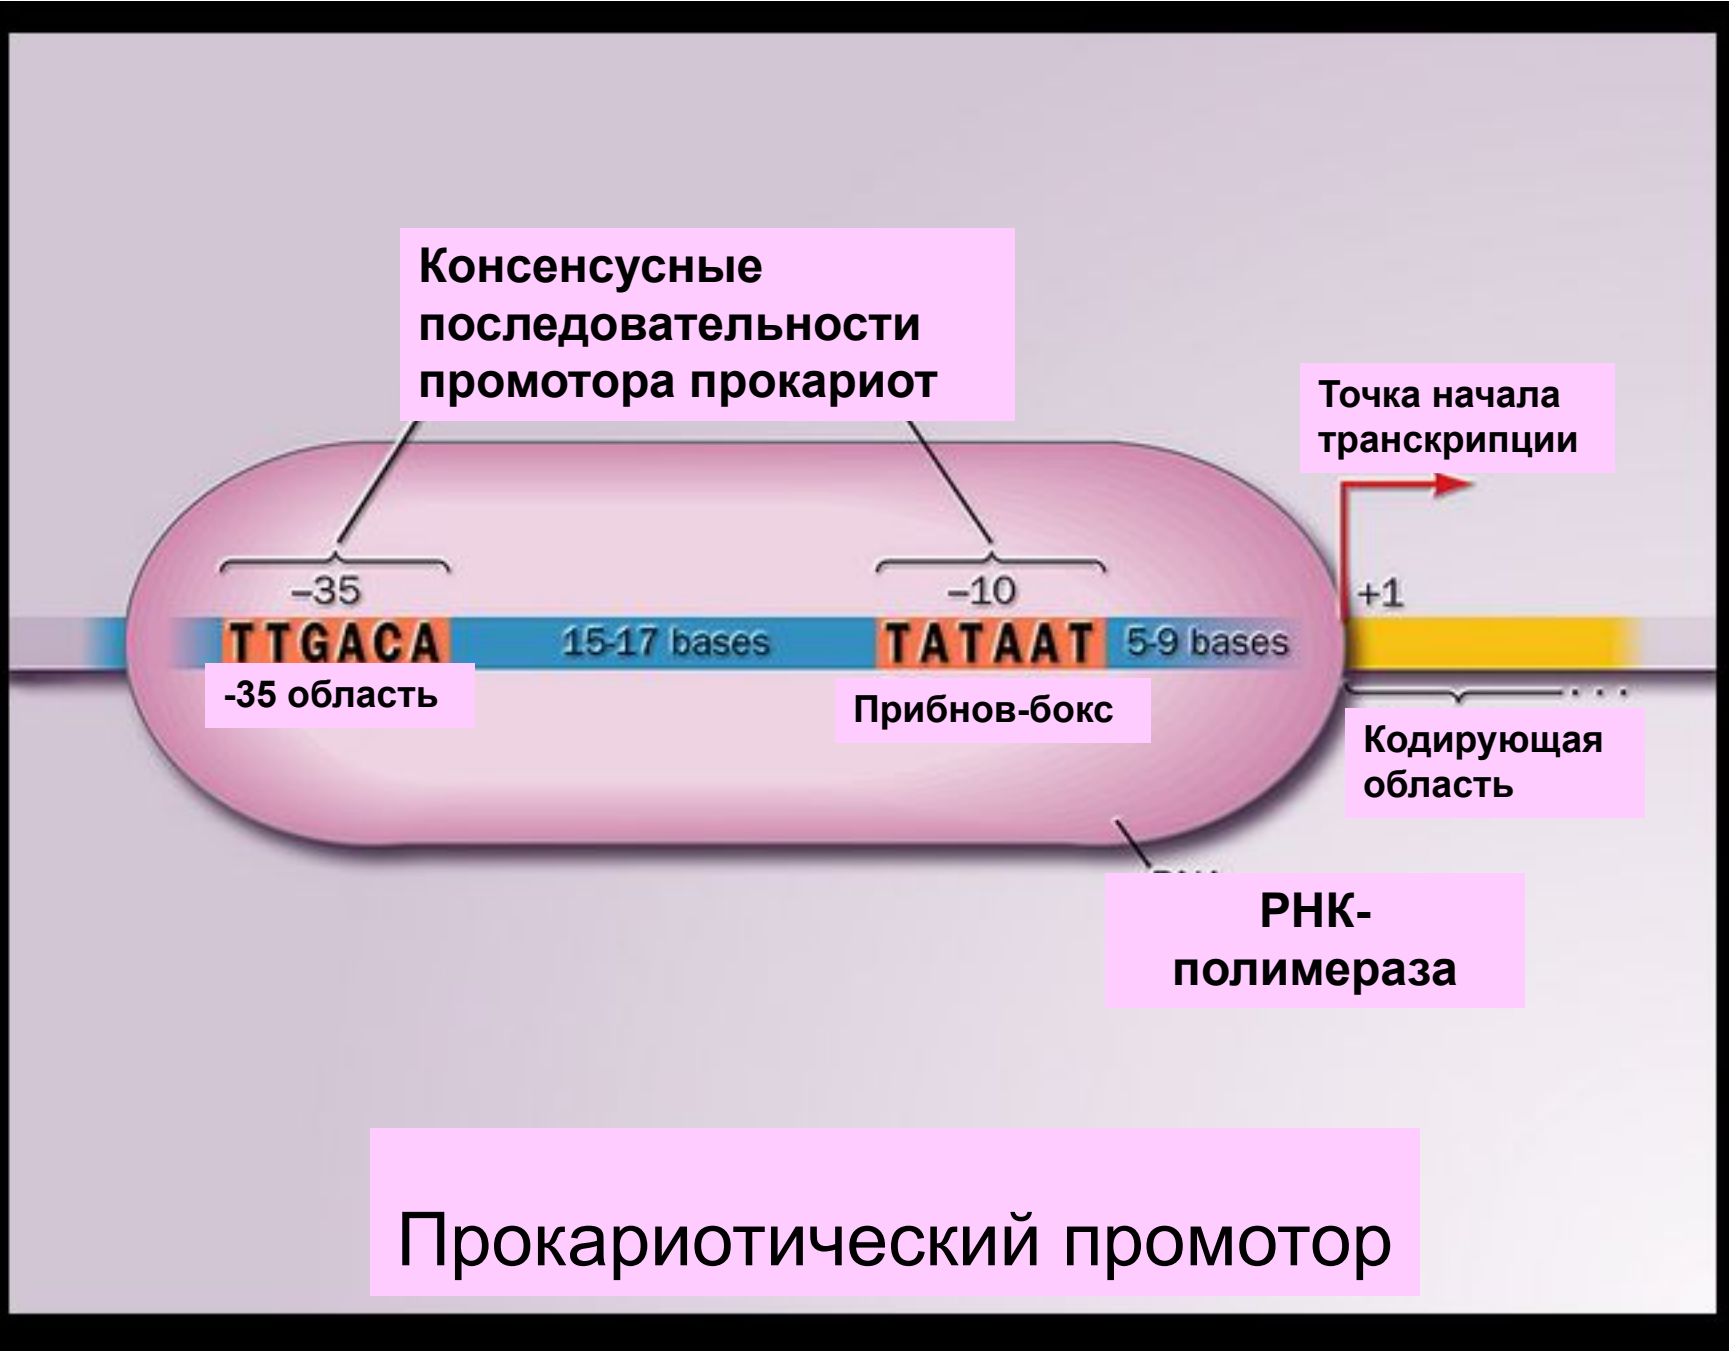 Консенсусные
последовательности
промотора прокариот
Точка начала
транскрипции
–35
–10
+1
TTGACA
15-17 bases
TATAAT
5-9 bases
-35 область
Прибнов-бокс
Кодирующая
область
РНК-
полимераза
Прокариотический промотор